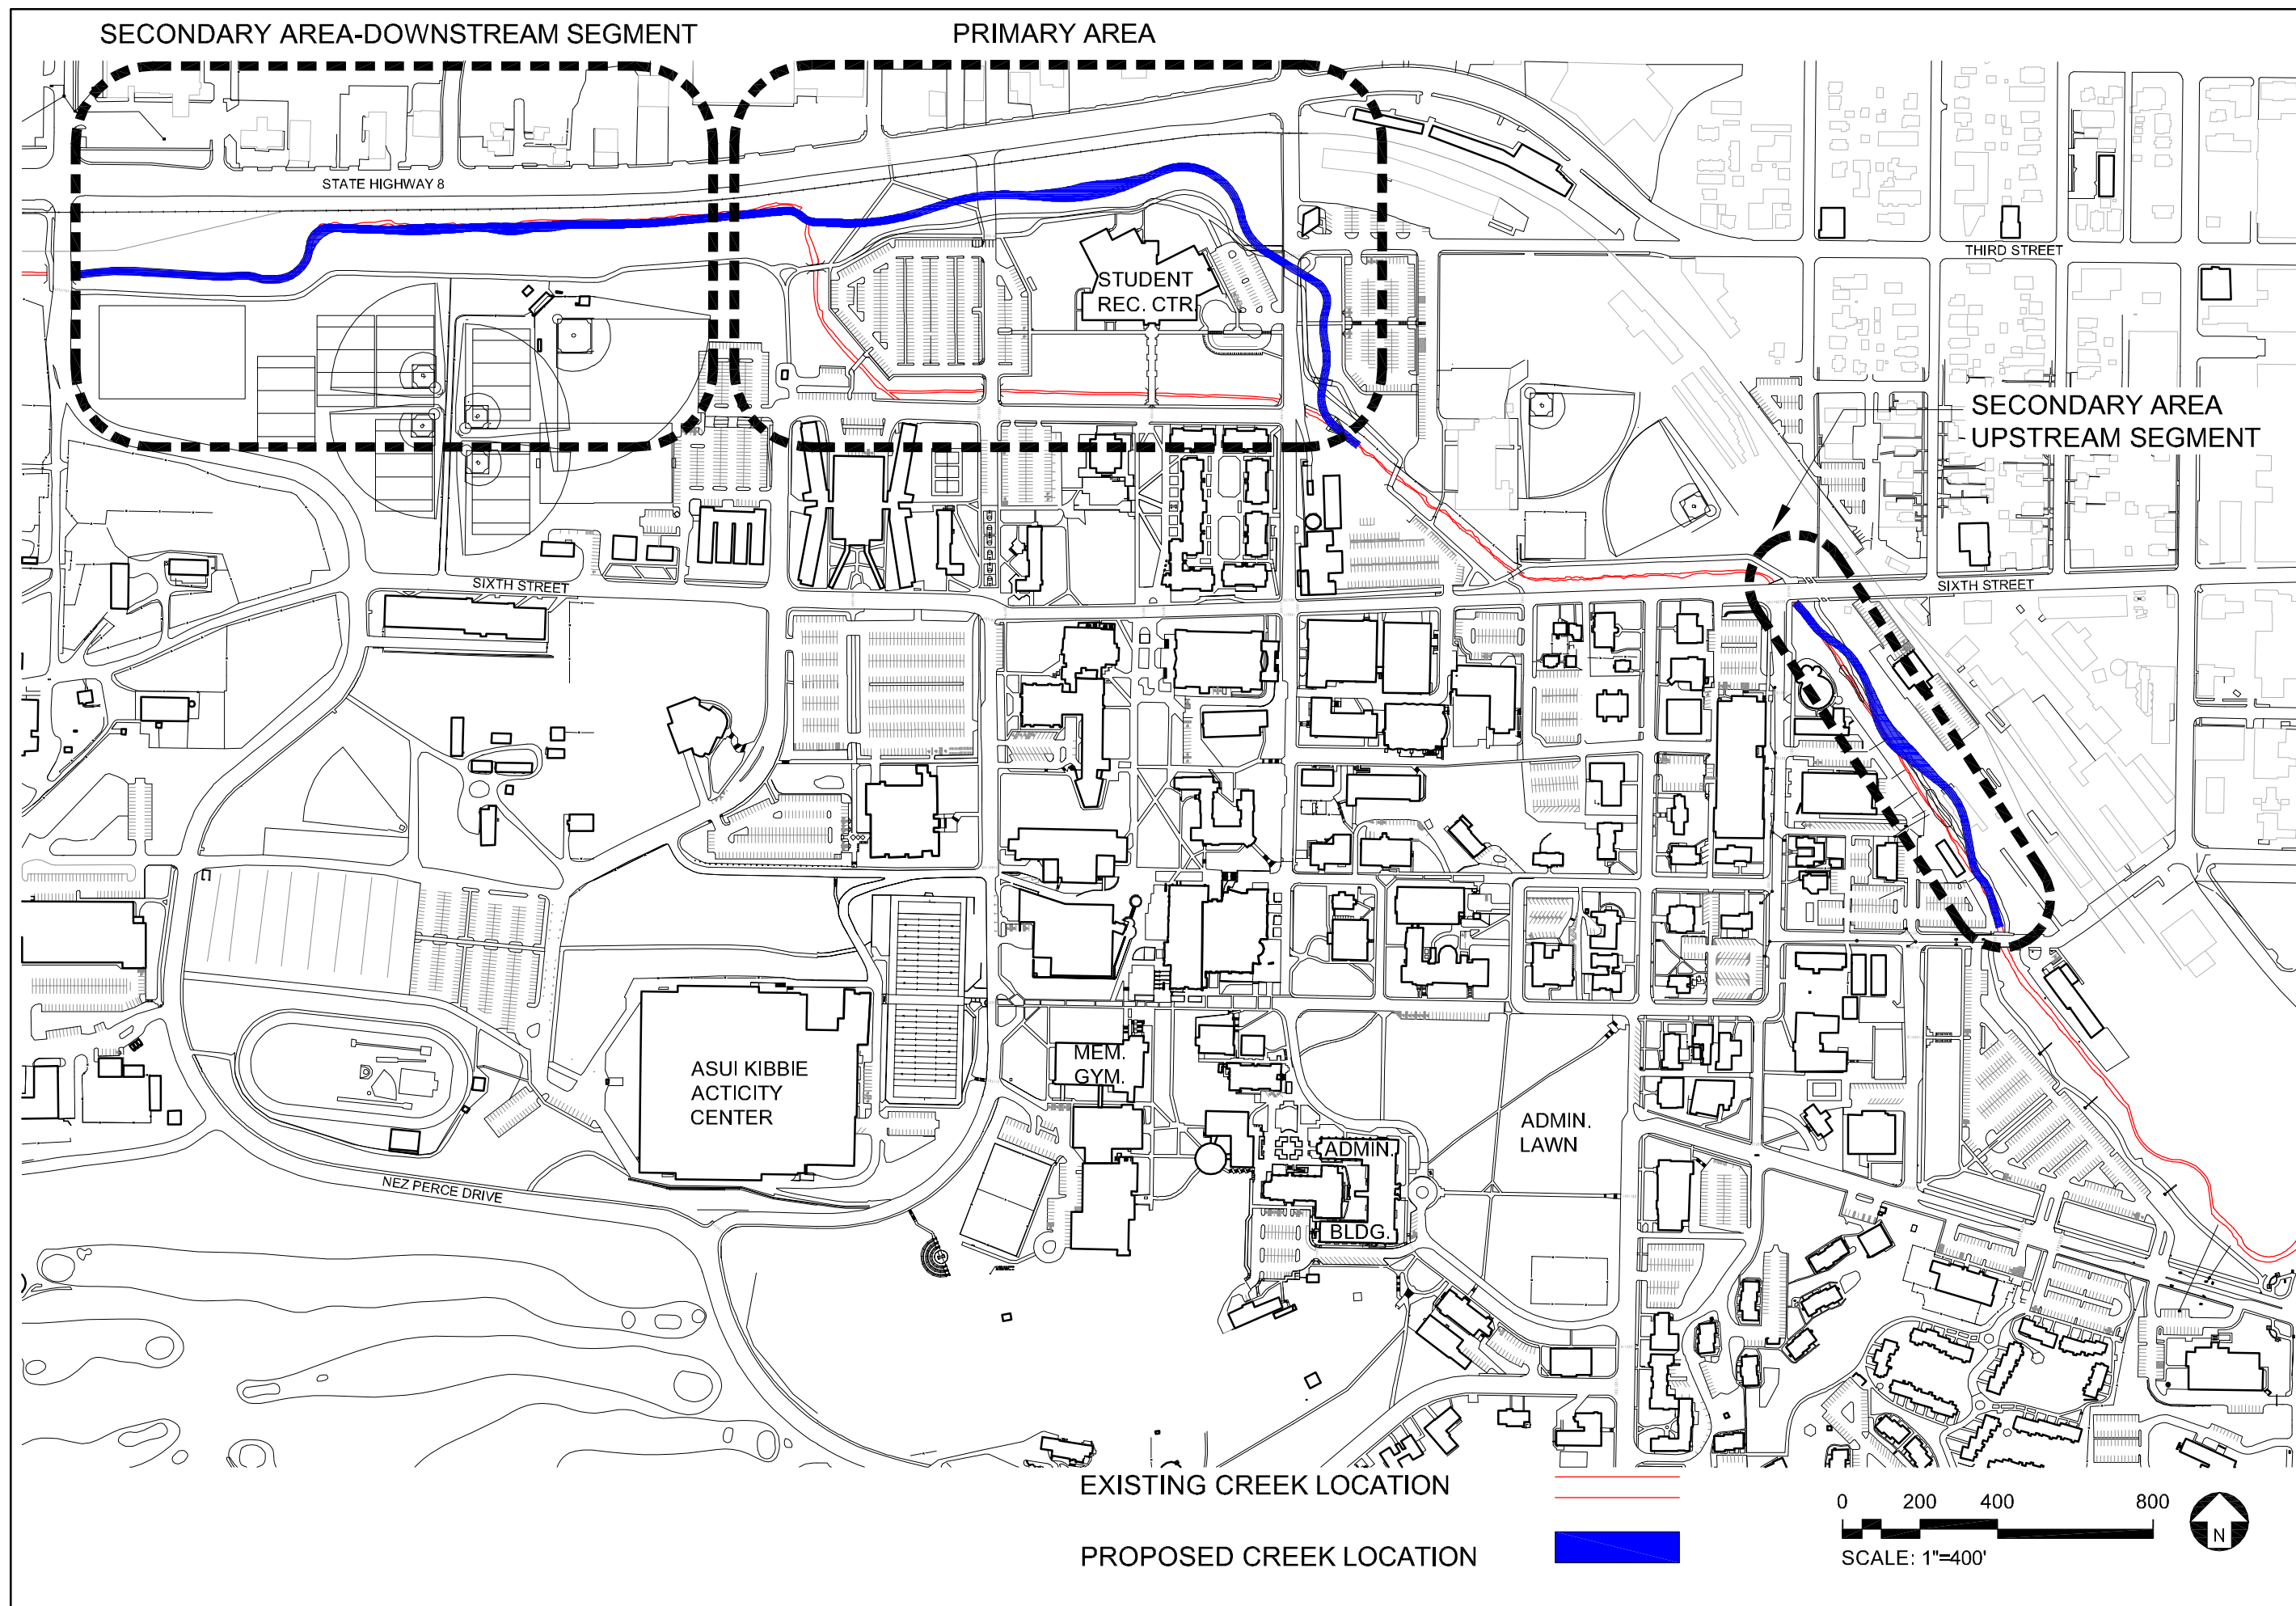 SECONDARY AREA-DOWNSTREAM SEGMENT
PRIMARY AREA
STATE HIGHWAY 8
THIRD STREET
STUDENT
REC. CTR.
SECONDARY AREA
UPSTREAM SEGMENT
SIXTH STREET
SIXTH STREET
MEM.
GYM.
ASUI KIBBIE
ACTICITY
CENTER
ADMIN.
LAWN
ADMIN.
BLDG.
NEZ PERCE DRIVE
EXISTING CREEK LOCATION
PROPOSED CREEK LOCATION
0 200 400 800
SCALE: 1"=400'
N